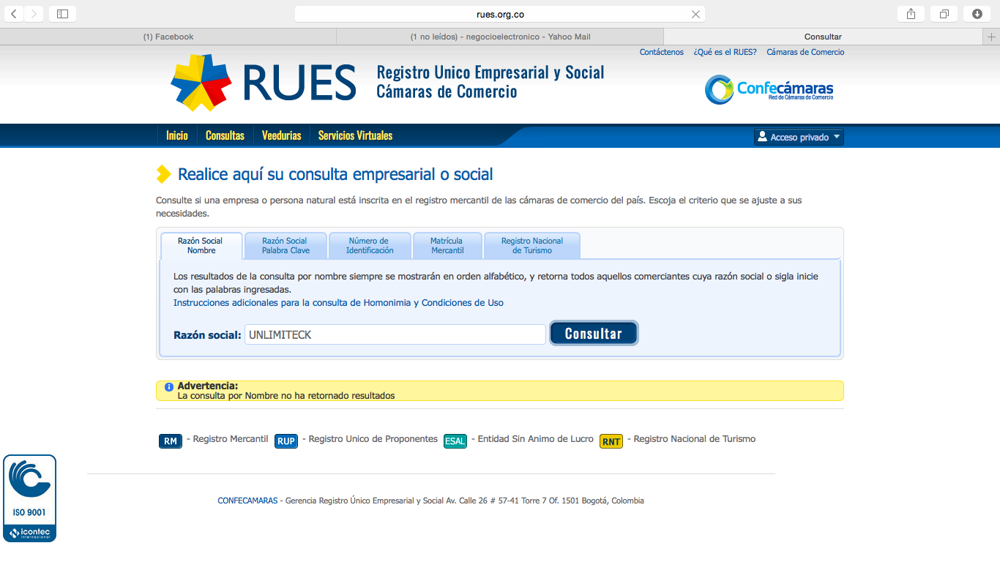 rues.org.co
(1) Facebook
(1 no leídos) - negocioelectronico - Yahoo Mail
Consultar
Contáctenos ¿Qué es el RUES? Cámaras de Comercio
RUES
Registro Unico Empresarial y Social
Cámaras de Comercio
Confecámaras
Red de Cámaras de Comercio
Inicio Consultas Veedurias Servicios Virtuales
Acceso privado
Realice aquí su consulta empresarial o social
Consulte si una empresa o persona natural está inscrita en el registro mercantil de las cámaras de comercio del país. Escoja el criterio que se ajuste a sus
necesidades.
Razón Social
Nombre
Razón Social
Palabra Clave
Número de
Identificación
Matrícula
Mercantil
Registro Nacional
de Turismo
Los resultados de la consulta por nombre siempre se mostrarán en orden alfabético, y retorna todos aquellos comerciantes cuya razón social o sigla inicie
con las palabras ingresadas.
Instrucciones adicionales para la consulta de Homonimia y Condiciones de Uso
Razón social: UNLIMITECK Consultar
Advertencia:
La consulta por Nombre no ha retornado resultados
RM - Registro Mercantil RUP - Registro Unico de Proponentes ESAL - Entidad Sin Animo de Lucro RNT - Registro Nacional de Turismo
ISO 9001
icontec
internacional
CONFECAMARAS - Gerencia Registro Único Empresarial y Social Av. Calle 26 # 57-41 Torre 7 Of. 1501 Bogotá, Colombia